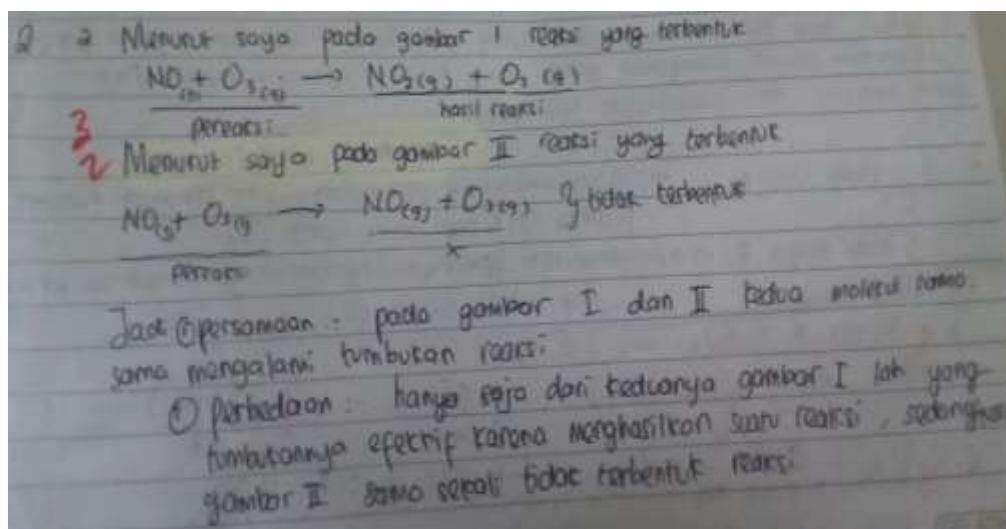 2 a Menurut saya pada gambar 1 reaksi yang terbentuk
NO(g) + O3(g) → NO2(g) + O2(g)
pereaksi hasil reaksi
3
2 Menurut saya pada gambar II reaksi yang terbentuk
NO(g) + O3(g) → NO(g) + O3(g) } tidak terbentuk
pereaksi x
Jadi persamaan : pada gambar I dan II kedua molekul sama
sama mengalami tumbukan reaksi
perbedaan : hanya saja dari keduanya gambar I lah yang
tumbukannya efektif karena menghasilkan suatu reaksi, sedangkan
gambar II sama sekali tidak terbentuk reaksi